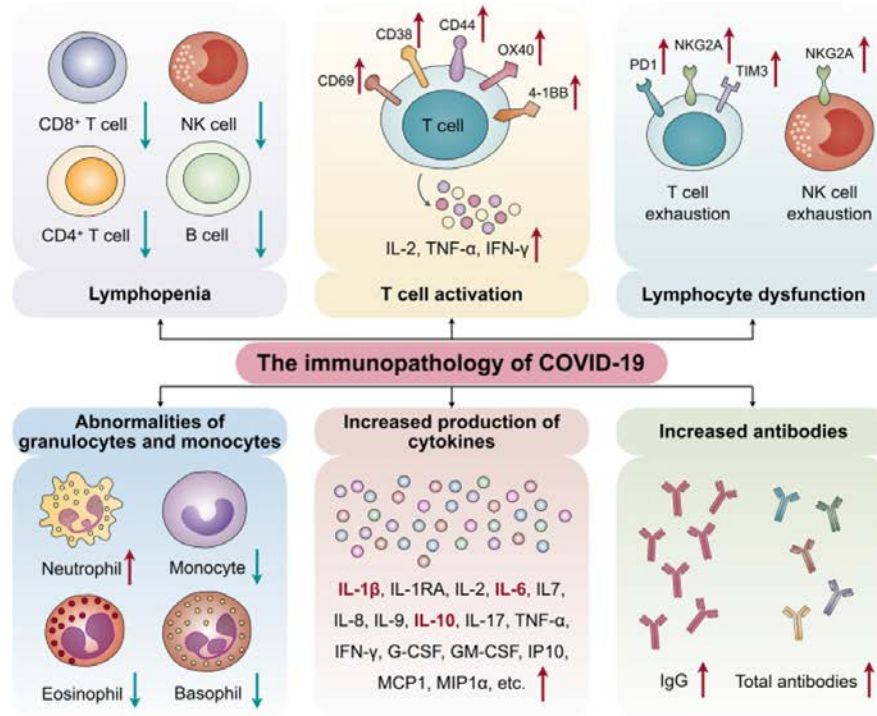 CD8⁺ T cell
NK cell
CD4⁺ T cell
B cell
Lymphopenia
CD69
CD38
CD44
OX40
4-1BB
T cell
IL-2, TNF-α, IFN-γ
T cell activation
PD1
NKG2A
TIM3
NKG2A
T cell
exhaustion
NK cell
exhaustion
Lymphocyte dysfunction
The immunopathology of COVID-19
Abnormalities of
granulocytes and monocytes
Neutrophil
Monocyte
Eosinophil
Basophil
Increased production of
cytokines
IL-1β, IL-1RA, IL-2, IL-6, IL7,
IL-8, IL-9, IL-10, IL-17, TNF-α,
IFN-γ, G-CSF, GM-CSF, IP10,
MCP1, MIP1α, etc.
Increased antibodies
IgG
Total antibodies